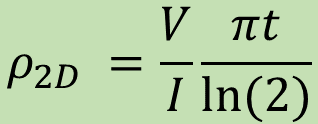 ρ₂D = V/I πt/ln(2)